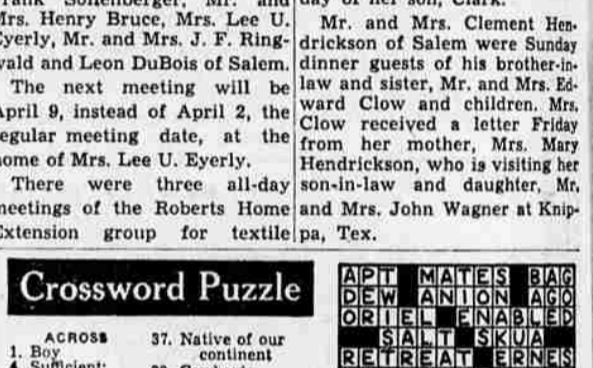 Mrs. Henry Bruce, Mrs. Lee U.
Eyerly, Mr. and Mrs. J. F. Ring-
wald and Leon DuBois of Salem.
The next meeting will be
April 9, instead of April 2, the
regular meeting date, at the
home of Mrs. Lee U. Eyerly.
There were three all-day
meetings of the Roberts Home
Extension group for textile
day of her son, Clark.
Mr. and Mrs. Clement Hen-
drickson of Salem were Sunday
dinner guests of his brother-in-
law and sister, Mr. and Mrs. Ed-
ward Clow and children. Mrs.
Clow received a letter Friday
from her mother, Mrs. Mary
Hendrickson, who is visiting her
son-in-law and daughter, Mr.
and Mrs. John Wagner at Knip-
pa, Tex.
Crossword Puzzle
ACROSS
1. Boy
4. Sufficient:
37. Native of our
continent
APT MATES BAG
DEW ANION AGO
ORIEL ENABLED
SALT SKUA
RETREAT ERNES